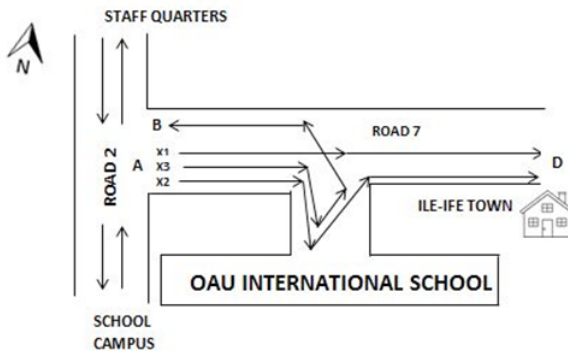 STAFF QUARTERS
N
B
ROAD 7
X1
A
X3
D
X2
ROAD 2
ILE-IFE TOWN
OAU INTERNATIONAL SCHOOL
SCHOOL
CAMPUS